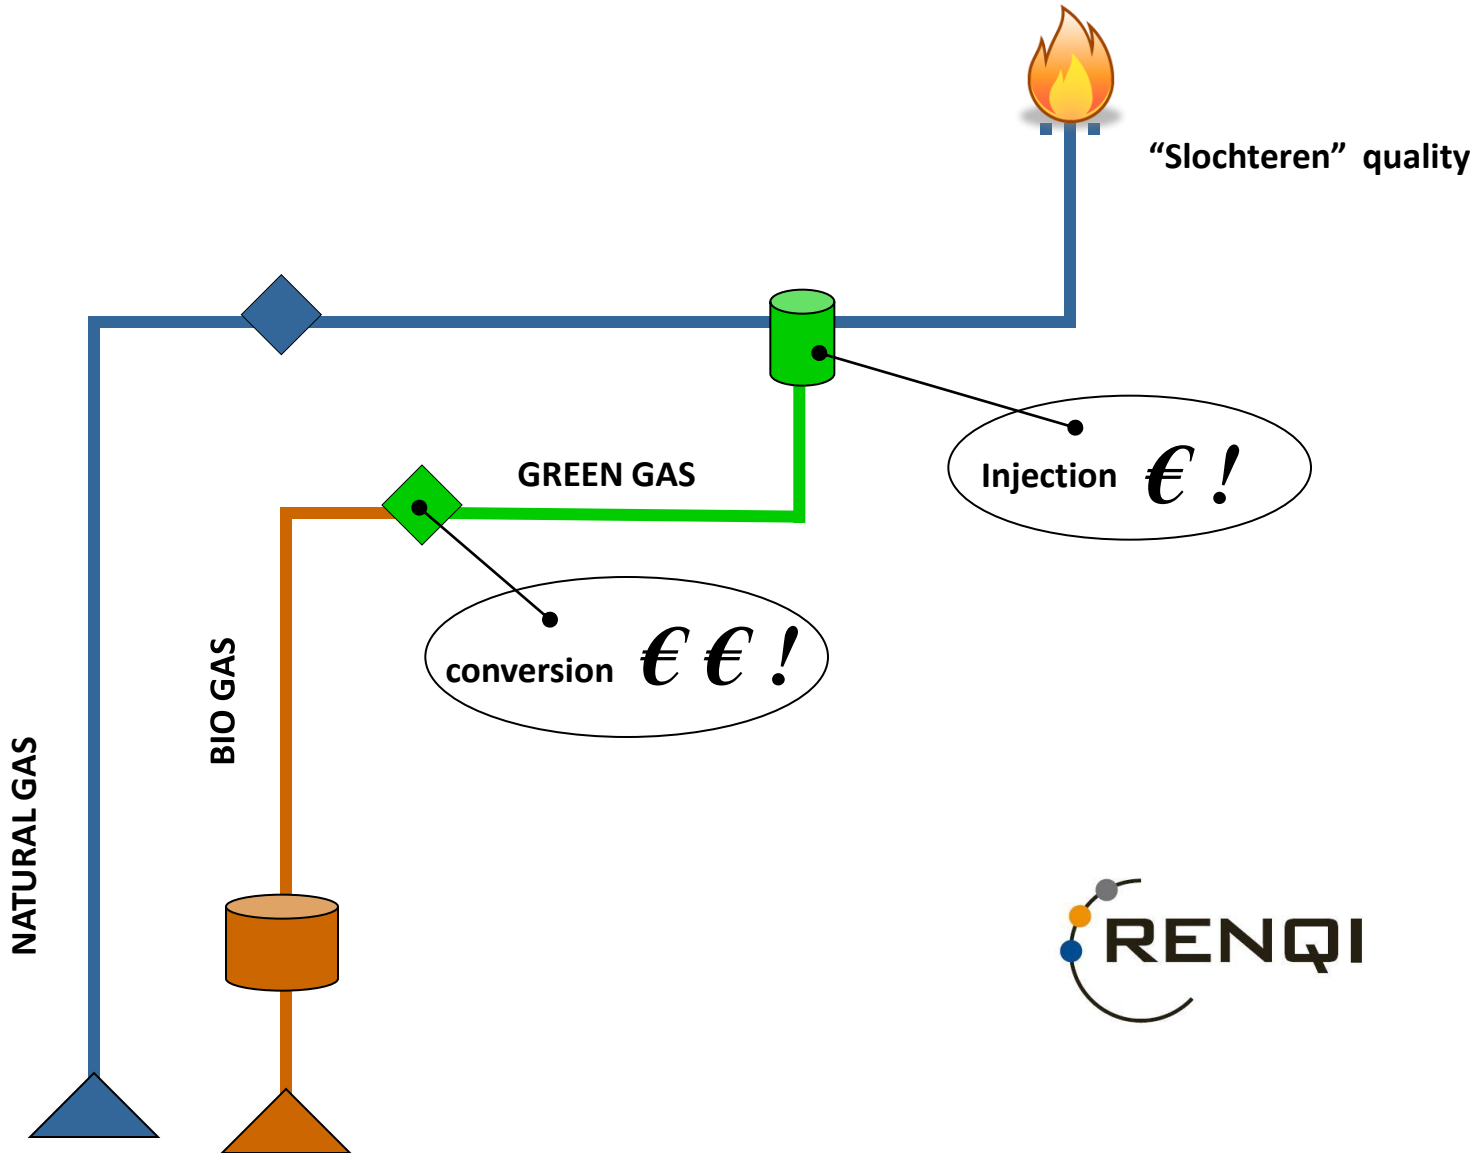 “Slochteren” quality
GREEN GAS
Injection € !
conversion € € !
BIO GAS
NATURAL GAS
RENQI